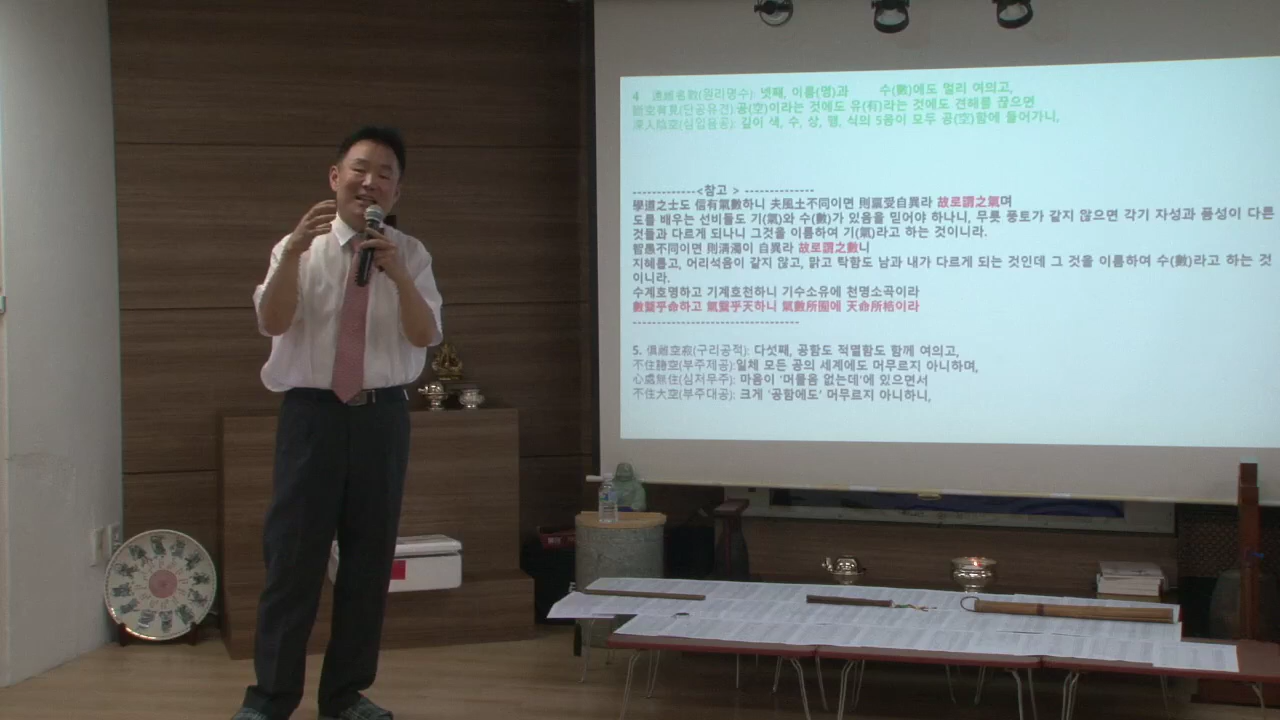 4 遠離名數(원리명수): 넷째, 이름(명)과 수(數)에도 멀리 여의고,
斷空有見(단공유견):공(空)이라는 것에도 유(有)라는 것에도 견해를 끊으면
深入陰空(심입음공): 깊이 색, 수, 상, 행, 식의 5음이 모두 공(空)함에 들어가니,
-------------<참고 > --------------
學道之士도 信有氣數하니 夫風土不同이면 則稟受自異라 故로謂之氣며
도를 배우는 선비들도 기(氣)와 수(數)가 있음을 믿어야 하나니, 무릇 풍토가 같지 않으면 각기 자성과 품성이 다른
것들과 다르게 되나니 그것을 이름하여 기(氣)라고 하는 것이니라.
智愚不同이면 則清濁이 自異라 故로謂之數니
지혜롭고, 어리석음이 같지 않고, 맑고 탁함도 남과 내가 다르게 되는 것인데 그 것을 이름하여 수(數)라고 하는 것
이니라.
수계호명하고 기계호천하니 기수소유에 천명소곡이라
數繫乎命하고 氣繫乎天하니 氣數所囿에 天命所梏이라
--------------------------------
5. 俱離空寂(구리공적): 다섯째, 공함도 적멸함도 함께 여의고,
不住諸空(부주제공):일체 모든 공의 세계에도 머무르지 아니하며,
心處無住(심저무주): 마음이 '머물음 없는데'에 있으면서
不住大空(부주대공): 크게 '공함에도' 머무르지 아니하니,